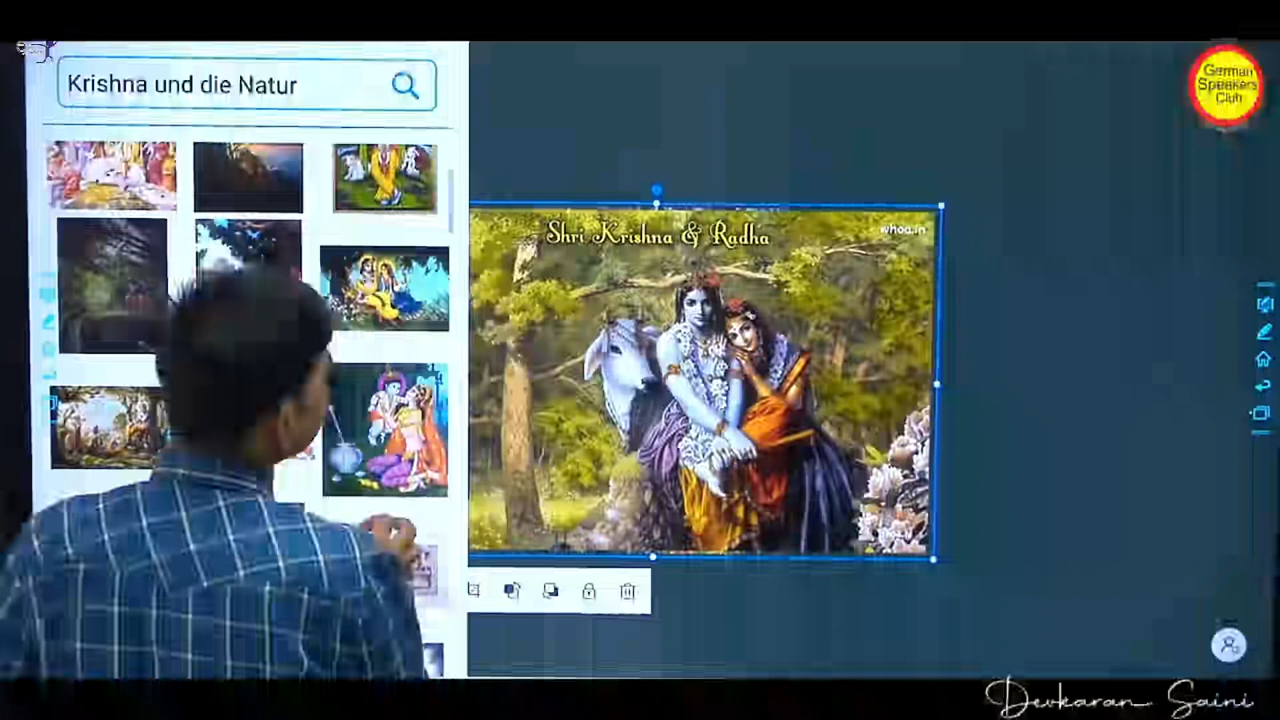 Krishna und die Natur
German
Speakers
Club
Shri Krishna & Radha
whoa.in
Devkaran Saini